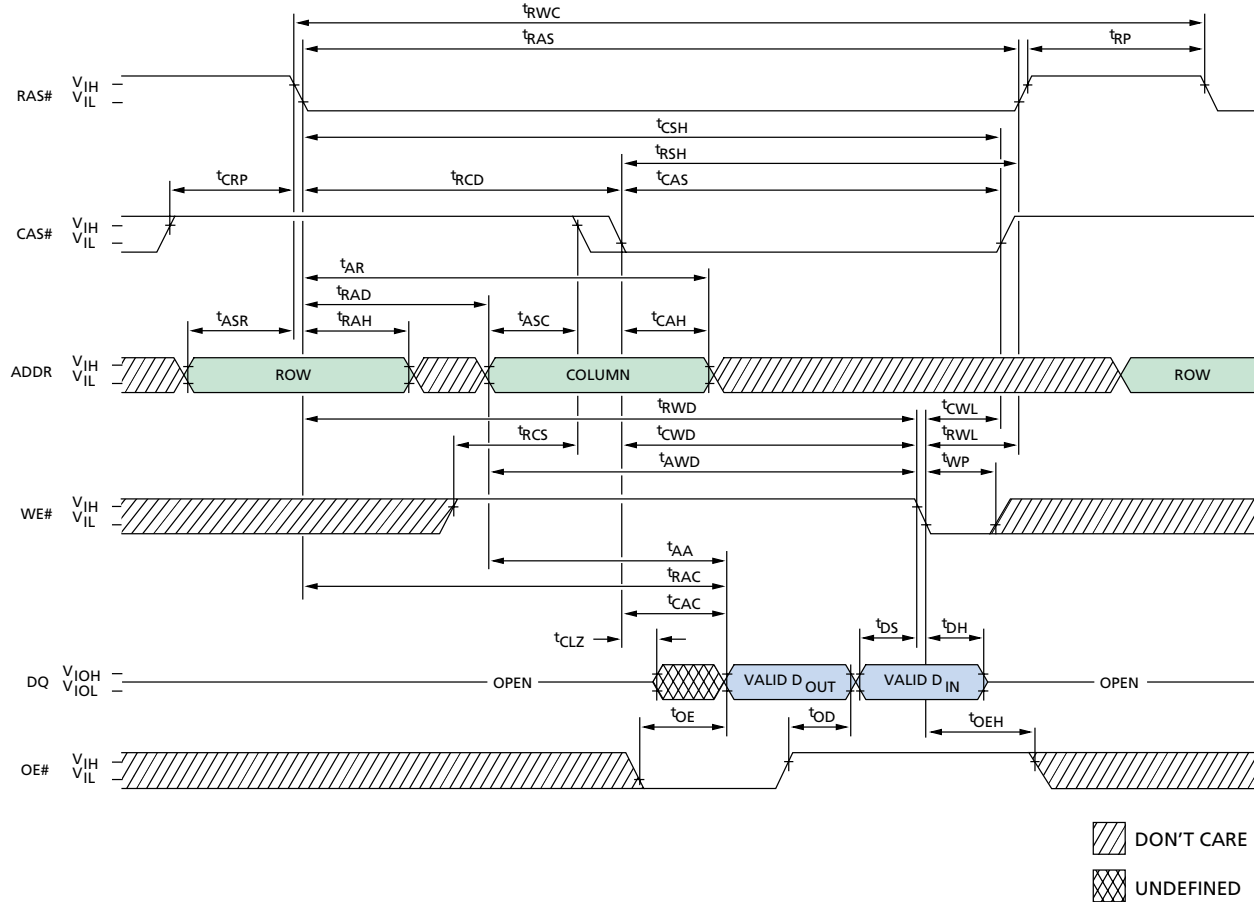 tRWC
tRAS
tRP
RAS# VIH
VIL
tCSH
tRSH
tCRP tRCD tCAS
CAS# VIH
VIL
tAR
tRAD
tASR tRAH tASC tCAH
ADDR VIH
VIL
ROW COLUMN ROW
tRWD tCWL
tRCS tCWD tRWL
tAWD tWP
WE# VIH
VIL
tAA
tRAC
tCAC
tCLZ tDS tDH
DQ VIOH
VIOL
OPEN VALID DOUT VALID DIN OPEN
tOE tOD tOEH
OE# VIH
VIL
DON'T CARE
UNDEFINED